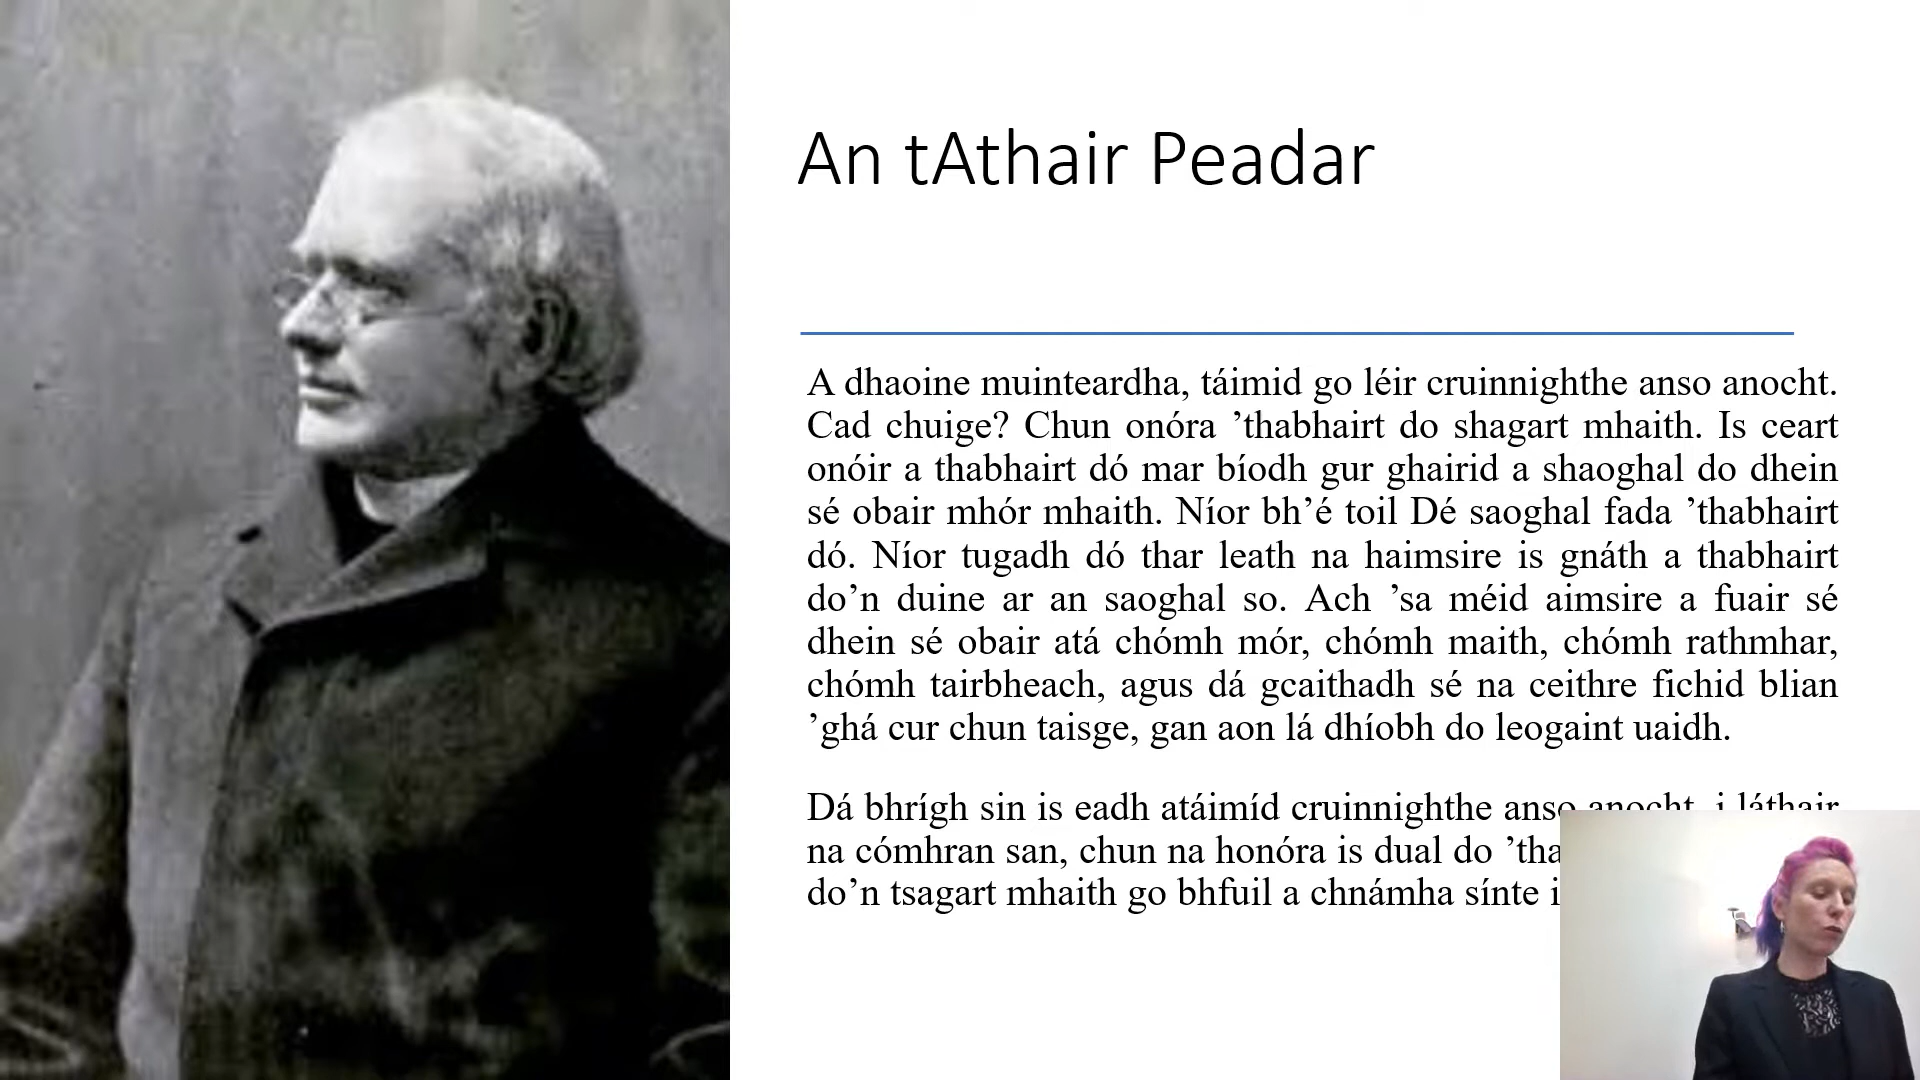 An tAthair Peadar
A dhaoine muinteardha, táimid go léir cruinnighthe anso anocht.
Cad chuige? Chun onóra ’thabhairt do shagart mhaith. Is ceart
onóir a thabhairt dó mar bíodh gur ghairid a shaoghal do dhein
sé obair mhór mhaith. Níor bh’é toil Dé saoghal fada ’thabhairt
dó. Níor tugadh dó thar leath na haimsire is gnáth a thabhairt
do’n duine ar an saoghal so. Ach ’sa méid aimsire a fuair sé
dhein sé obair atá chómh mór, chómh maith, chómh rathmhar,
chómh tairbheach, agus dá gcaithadh sé na ceithre fichid blian
’ghá cur chun taisge, gan aon lá dhíobh do leogaint uaidh.
Dá bhrígh sin is eadh atáimíd cruinnighthe anso anocht, i láthair
na cómhran san, chun na honóra is dual do
do’n tsagart mhaith go bhfuil a chnámha sínte